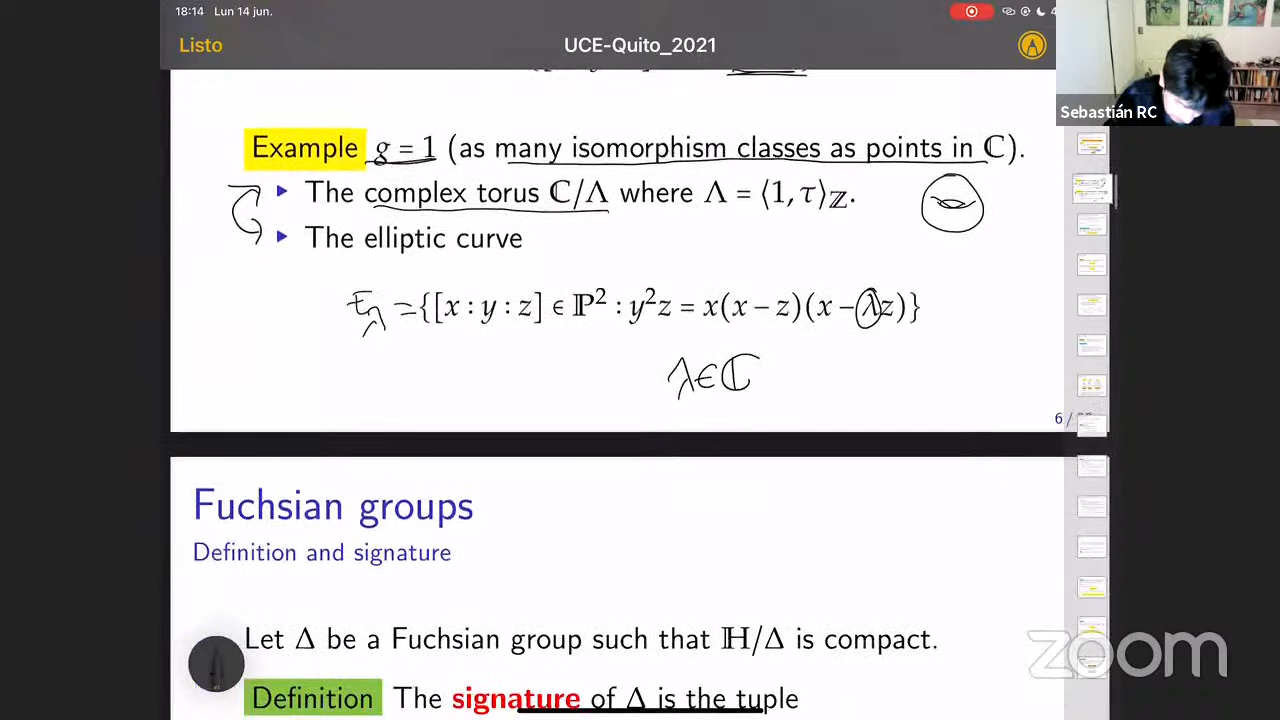 18:14 Lun 14 jun.
Listo
UCE-Quito_2021
Sebastián RC
Example g = 1 (as many isomorphism classes as points in ℂ).
▸ The complex torus ℂ/Λ where Λ = ⟨1, τ⟩ℤ.
▸ The elliptic curve
E_λ = {[x : y : z] ∈ ℙ² : y²z = x(x − z)(x − λz)}
λ ∈ ℂ
6 /
Fuchsian groups
Definition and signature
Let Δ be a Fuchsian group such that ℍ/Δ is compact.
zoom
Definition The signature of Δ is the tuple